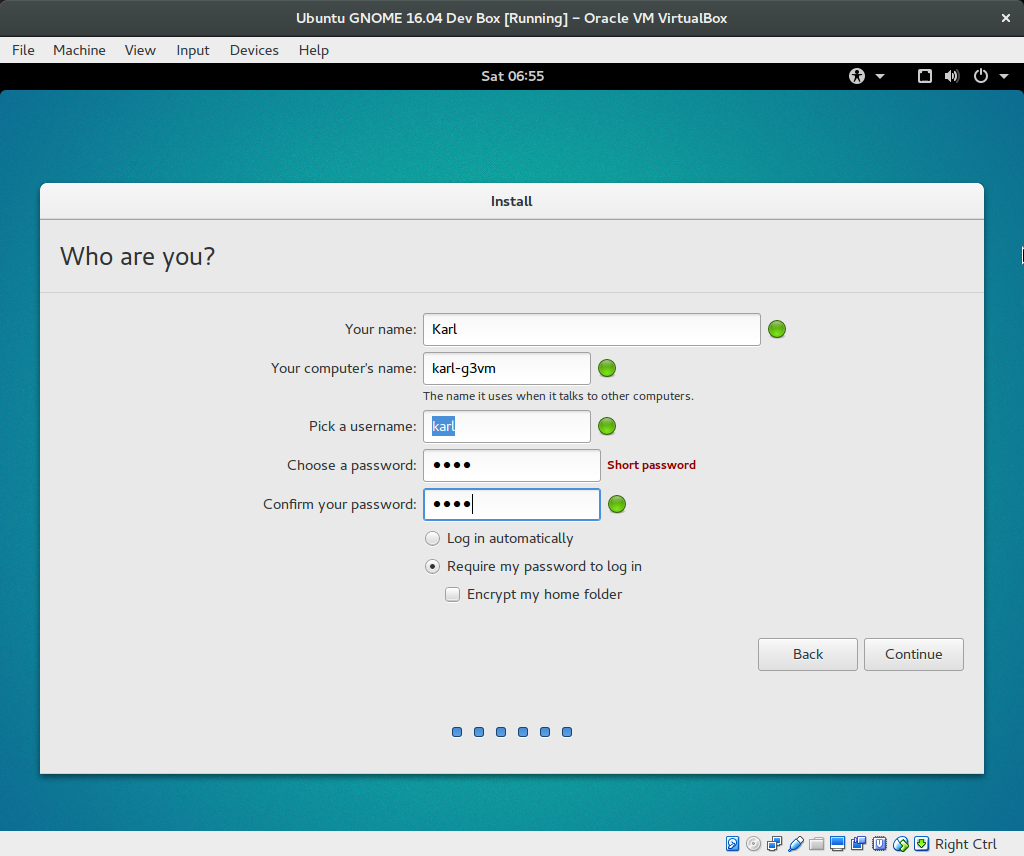 Ubuntu GNOME 16.04 Dev Box [Running] – Oracle VM VirtualBox
File Machine View Input Devices Help
Sat 06:55
Install
Who are you?
Your name: Karl
Your computer's name: karl-g3vm
The name it uses when it talks to other computers.
Pick a username: karl
Choose a password: ●●●● Short password
Confirm your password: ●●●●
Log in automatically
Require my password to log in
Encrypt my home folder
Back Continue
Right Ctrl